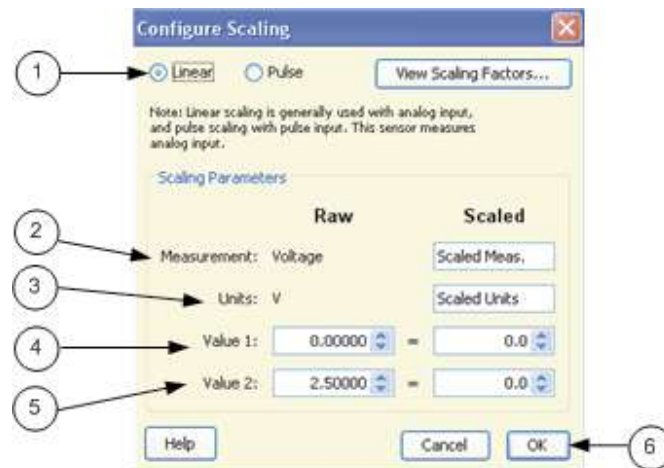 Configure Scaling
1
Linear Pulse View Scaling Factors...
Note: Linear scaling is generally used with analog input,
and pulse scaling with pulse input. This sensor measures
analog input.
Scaling Parameters
Raw Scaled
2
Measurement: Voltage Scaled Meas.
3
Units: V Scaled Units
4
Value 1: 0.00000 = 0.0
5
Value 2: 2.50000 = 0.0
Help Cancel OK
6